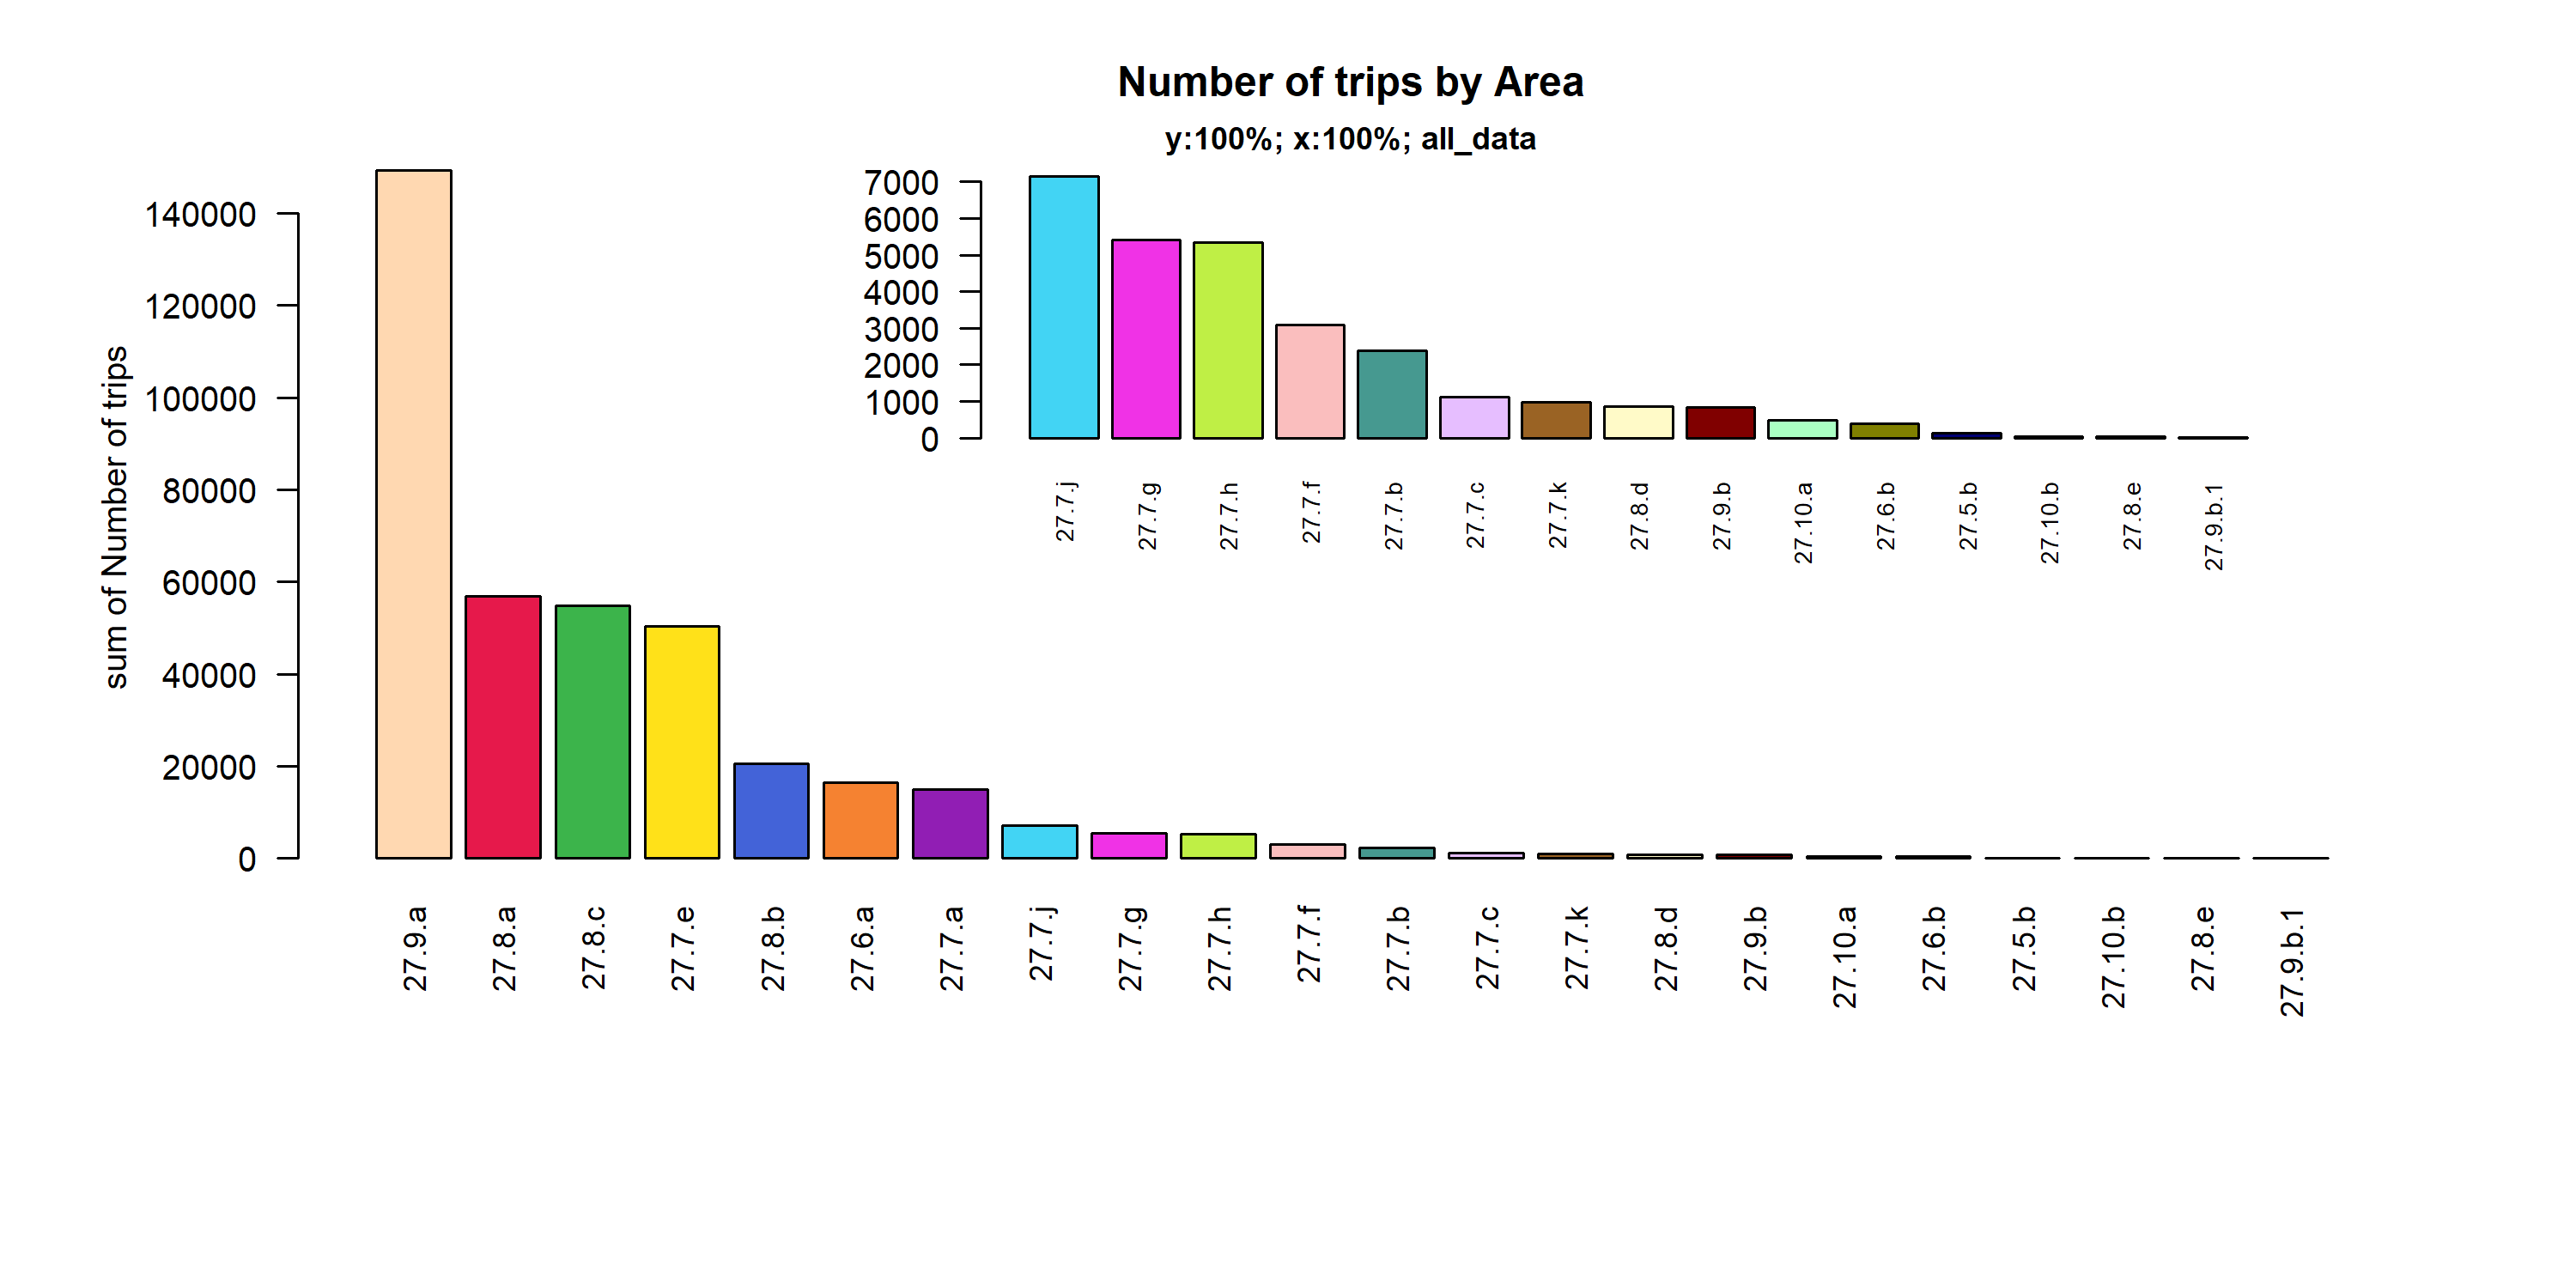 Number of trips by Area
y:100%; x:100%; all_data
sum of Number of trips
140000
120000
100000
80000
60000
40000
20000
0
7000
6000
5000
4000
3000
2000
1000
0
27.7.j
27.7.g
27.7.h
27.7.f
27.7.b
27.7.c
27.7.k
27.8.d
27.9.b
27.10.a
27.6.b
27.5.b
27.10.b
27.8.e
27.9.b.1
27.9.a
27.8.a
27.8.c
27.7.e
27.8.b
27.6.a
27.7.a
27.7.j
27.7.g
27.7.h
27.7.f
27.7.b
27.7.c
27.7.k
27.8.d
27.9.b
27.10.a
27.6.b
27.5.b
27.10.b
27.8.e
27.9.b.1